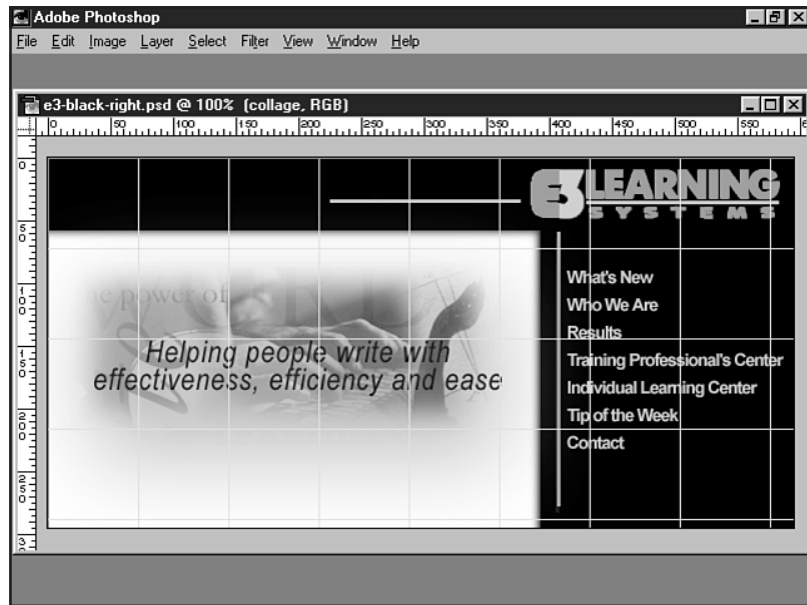 Adobe Photoshop
File Edit Image Layer Select Filter View Window Help
e3-black-right.psd @ 100% (collage, RGB)
0 50 100 150 200 250 300 350 400 450 500 550
0
50
100
150
200
250
E3 LEARNING
SYSTEMS
the power of
Helping people write with
effectiveness, efficiency and ease
What's New
Who We Are
Results
Training Professional's Center
Individual Learning Center
Tip of the Week
Contact